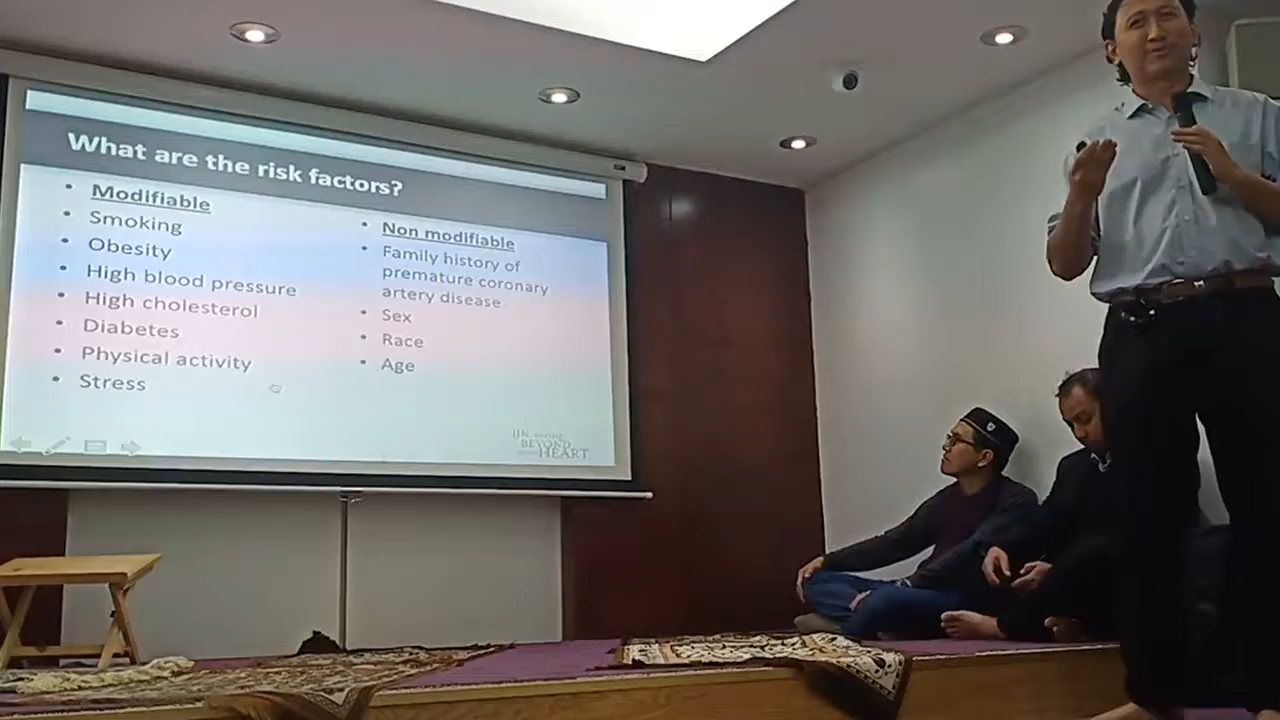 What are the risk factors?
Modifiable
Smoking
Obesity
High blood pressure
High cholesterol
Diabetes
Physical activity
Stress
Non modifiable
Family history of
premature coronary
artery disease.
Sex
Race
Age
IJN
BEYOND
HEART